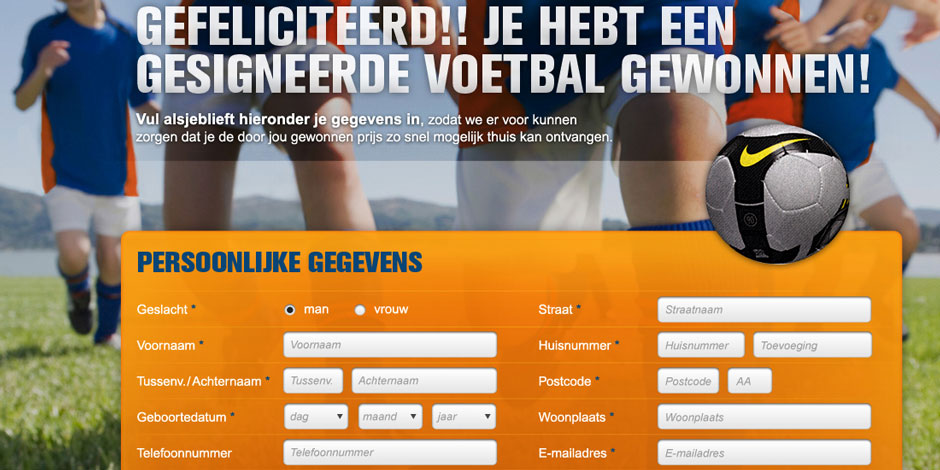 GEFELICITEERD!! JE HEBT EEN
GESIGNEERDE VOETBAL GEWONNEN!
Vul alsjeblieft hieronder je gegevens in, zodat we er voor kunnen
zorgen dat je de door jou gewonnen prijs zo snel mogelijk thuis kan ontvangen.
PERSOONLIJKE GEGEVENS
Geslacht * man vrouw
Straat * Straatnaam
Voornaam * Voornaam
Huisnummer * Huisnummer Toevoeging
Tussenv./Achternaam * Tussenv. Achternaam
Postcode * Postcode AA
Geboortedatum * dag maand jaar
Woonplaats * Woonplaats
Telefoonnummer Telefoonnummer
E-mailadres * E-mailadres